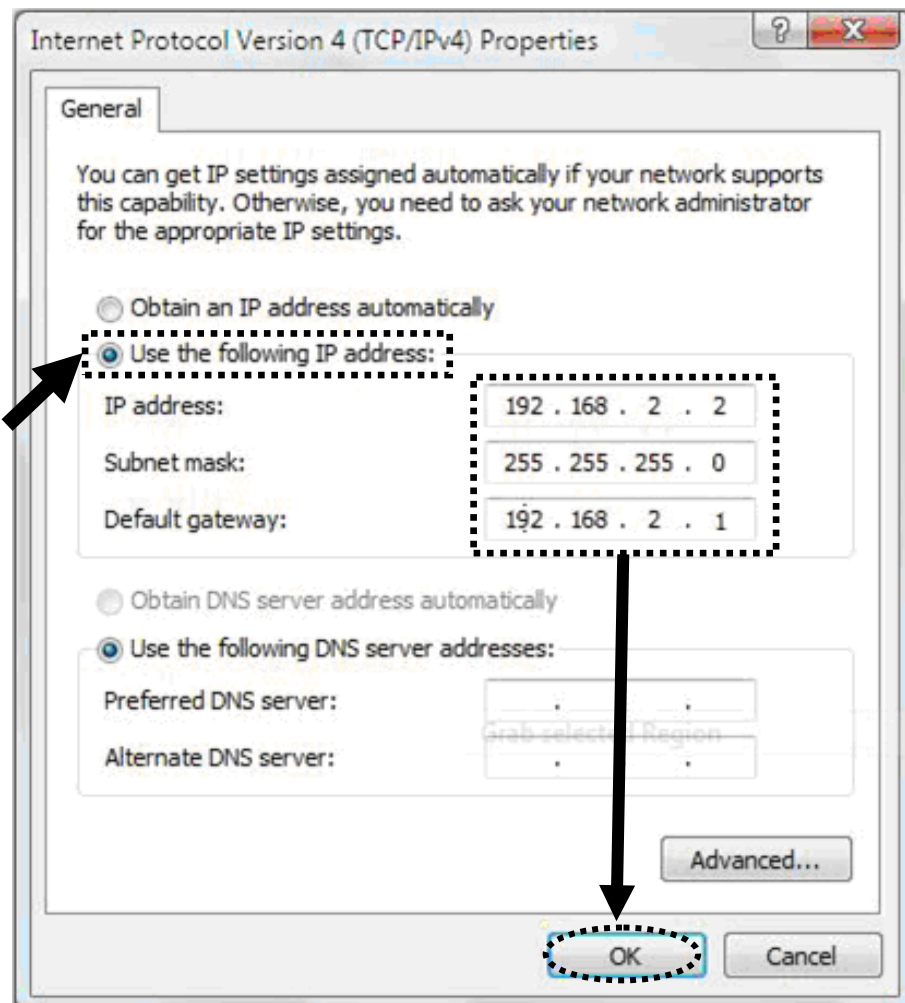 Internet Protocol Version 4 (TCP/IPv4) Properties
?
X
General
You can get IP settings assigned automatically if your network supports
this capability. Otherwise, you need to ask your network administrator
for the appropriate IP settings.
Obtain an IP address automatically
Use the following IP address:
IP address: 192 . 168 . 2 . 2
Subnet mask: 255 . 255 . 255 . 0
Default gateway: 192 . 168 . 2 . 1
Obtain DNS server address automatically
Use the following DNS server addresses:
Preferred DNS server: . .
Grab selected Region
Alternate DNS server: . .
Advanced...
OK Cancel